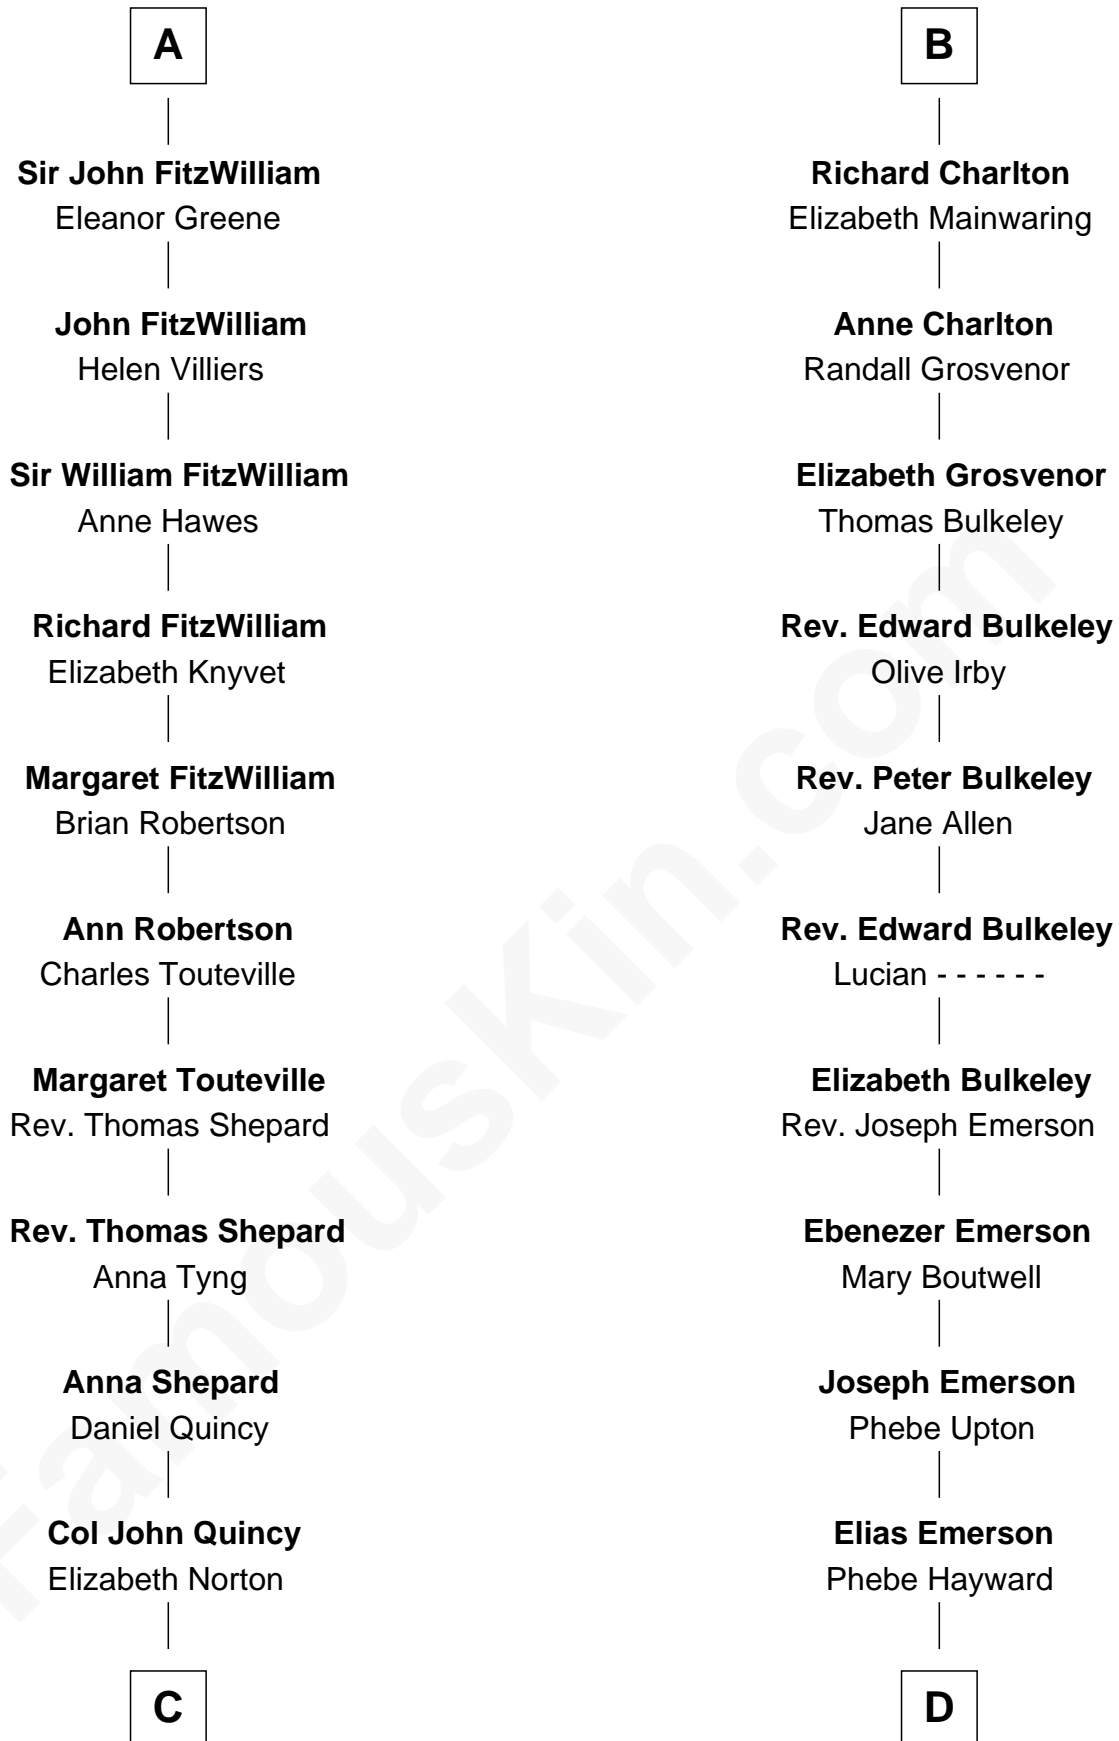 A
Sir John FitzWilliam
Eleanor Greene
John FitzWilliam
Helen Villiers
Sir William FitzWilliam
Anne Hawes
Richard FitzWilliam
Elizabeth Knyvet
Margaret FitzWilliam
Brian Robertson
Ann Robertson
Charles Touteville
Margaret Touteville
Rev. Thomas Shepard
Rev. Thomas Shepard
Anna Tyng
Anna Shepard
Daniel Quincy
Col John Quincy
Elizabeth Norton
C
B
Richard Charlton
Elizabeth Mainwaring
Anne Charlton
Randall Grosvenor
Elizabeth Grosvenor
Thomas Bulkeley
Rev. Edward Bulkeley
Olive Irby
Rev. Peter Bulkeley
Jane Allen
Rev. Edward Bulkeley
Lucian - - - - - -
Elizabeth Bulkeley
Rev. Joseph Emerson
Ebenezer Emerson
Mary Boutwell
Joseph Emerson
Phebe Upton
Elias Emerson
Phebe Hayward
D
FamousKin.com